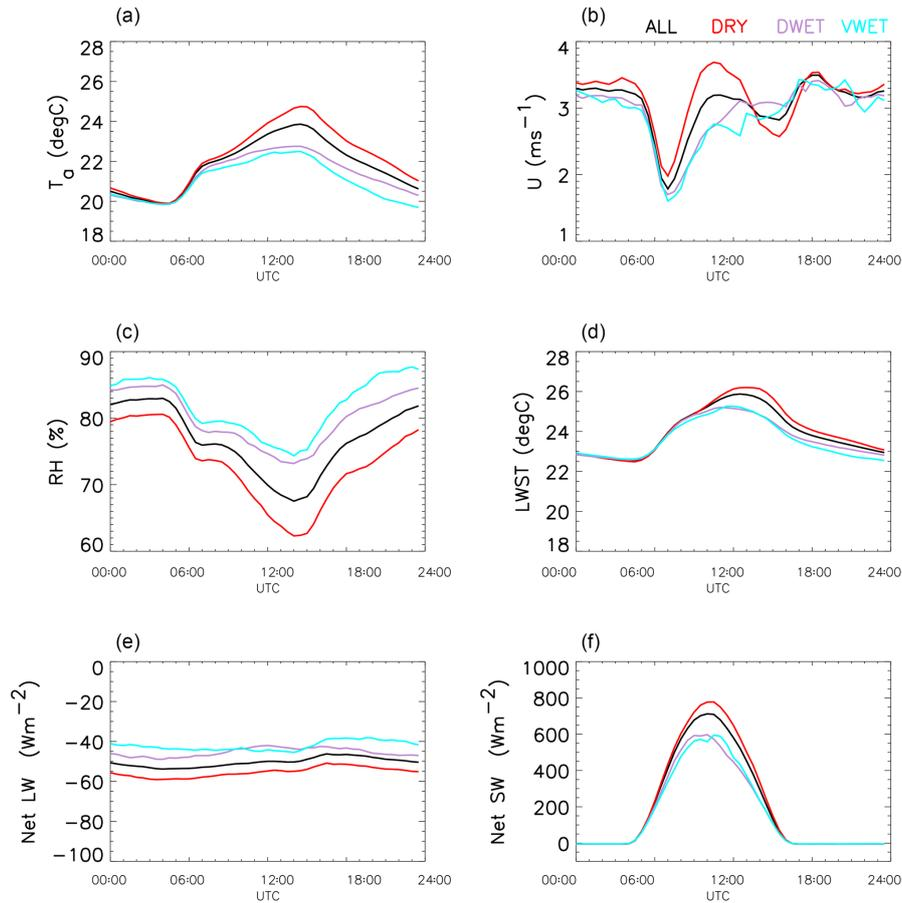 (a)
(b) ALL DRY DWET VWET
28
26
24
22
20
18
Ta (degC)
00:00 06:00 12:00 18:00 24:00
UTC
4
3
2
1
U (ms−1)
00:00 06:00 12:00 18:00 24:00
UTC
(c)
90
80
70
60
RH (%)
00:00 06:00 12:00 18:00 24:00
UTC
(d)
28
26
24
22
20
18
LWST (degC)
00:00 06:00 12:00 18:00 24:00
UTC
(e)
0
−20
−40
−60
−80
−100
Net LW (Wm−2)
00:00 06:00 12:00 18:00 24:00
UTC
(f)
1000
800
600
400
200
0
Net SW (Wm−2)
00:00 06:00 12:00 18:00 24:00
UTC